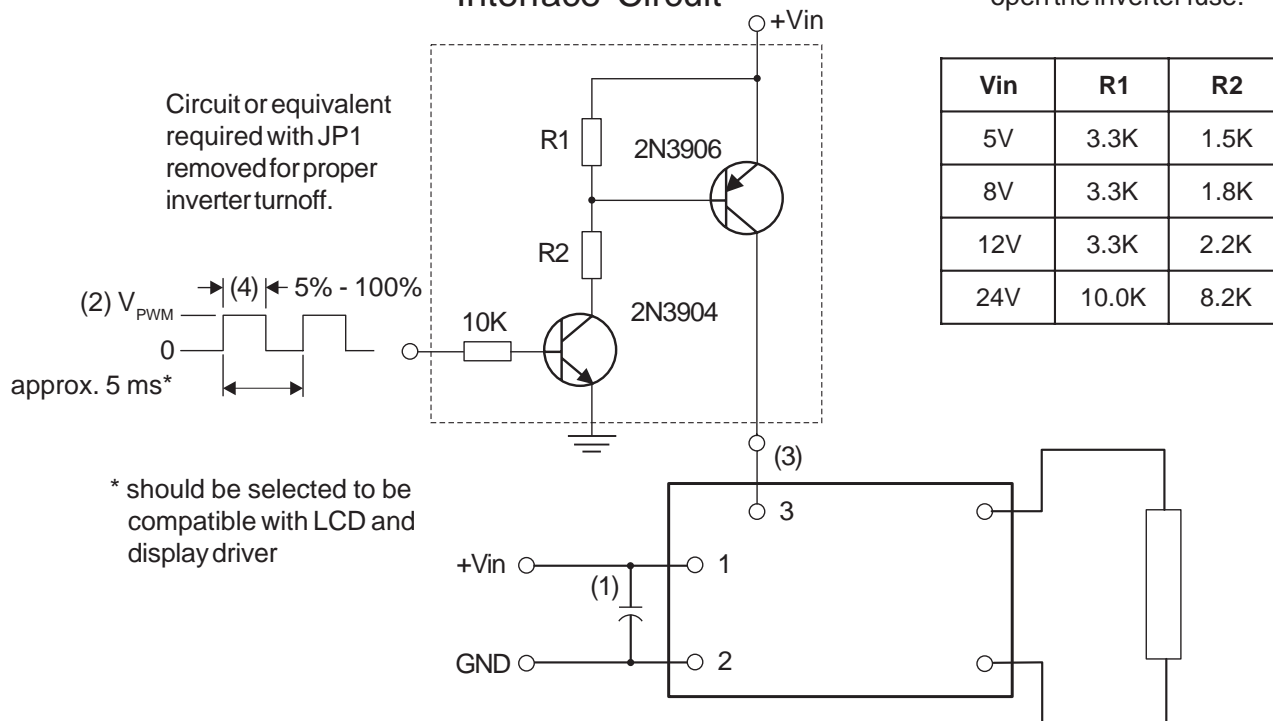 Interface Circuit
open the inverter fuse.
+Vin
Circuit or equivalent
required with JP1
removed for proper
inverter turnoff.
R1
2N3906
R2
2N3904
10K
(2) VPWM
(4)
5% - 100%
0
approx. 5 ms*
Vin R1 R2
5V 3.3K 1.5K
8V 3.3K 1.8K
12V 3.3K 2.2K
24V 10.0K 8.2K
* should be selected to be
compatible with LCD and
display driver
(3)
3
+Vin
1
(1)
GND
2